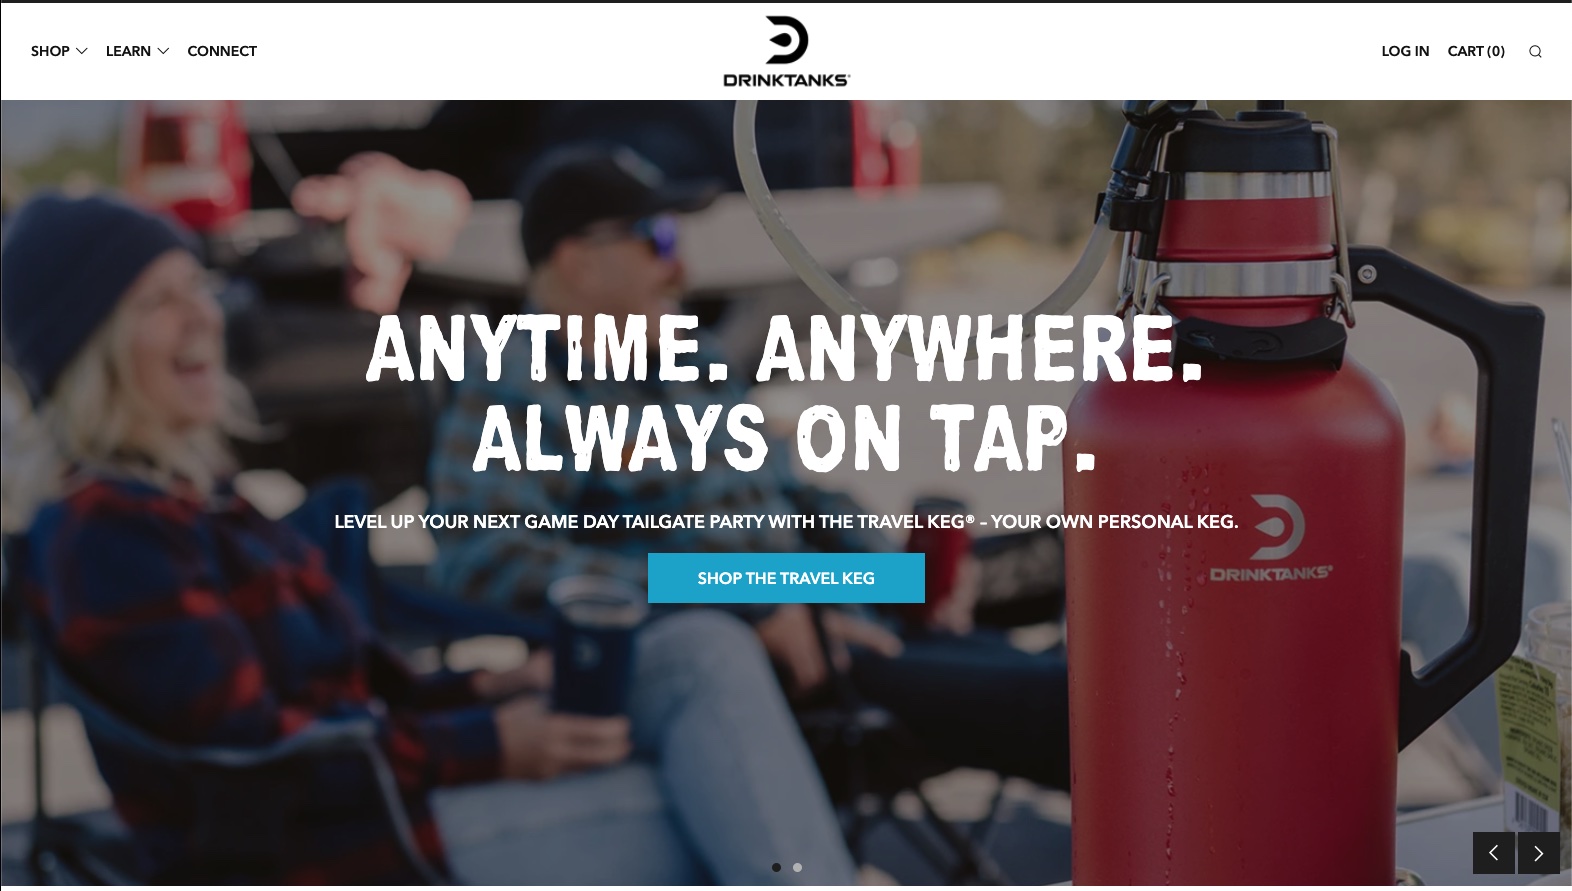 SHOP
LEARN
CONNECT
DRINKTANKS®
LOG IN
CART (0)
ANYTIME. ANYWHERE.
ALWAYS ON TAP.
LEVEL UP YOUR NEXT GAME DAY TAILGATE PARTY WITH THE TRAVEL KEG® – YOUR OWN PERSONAL KEG.
SHOP THE TRAVEL KEG
DRINKTANKS®